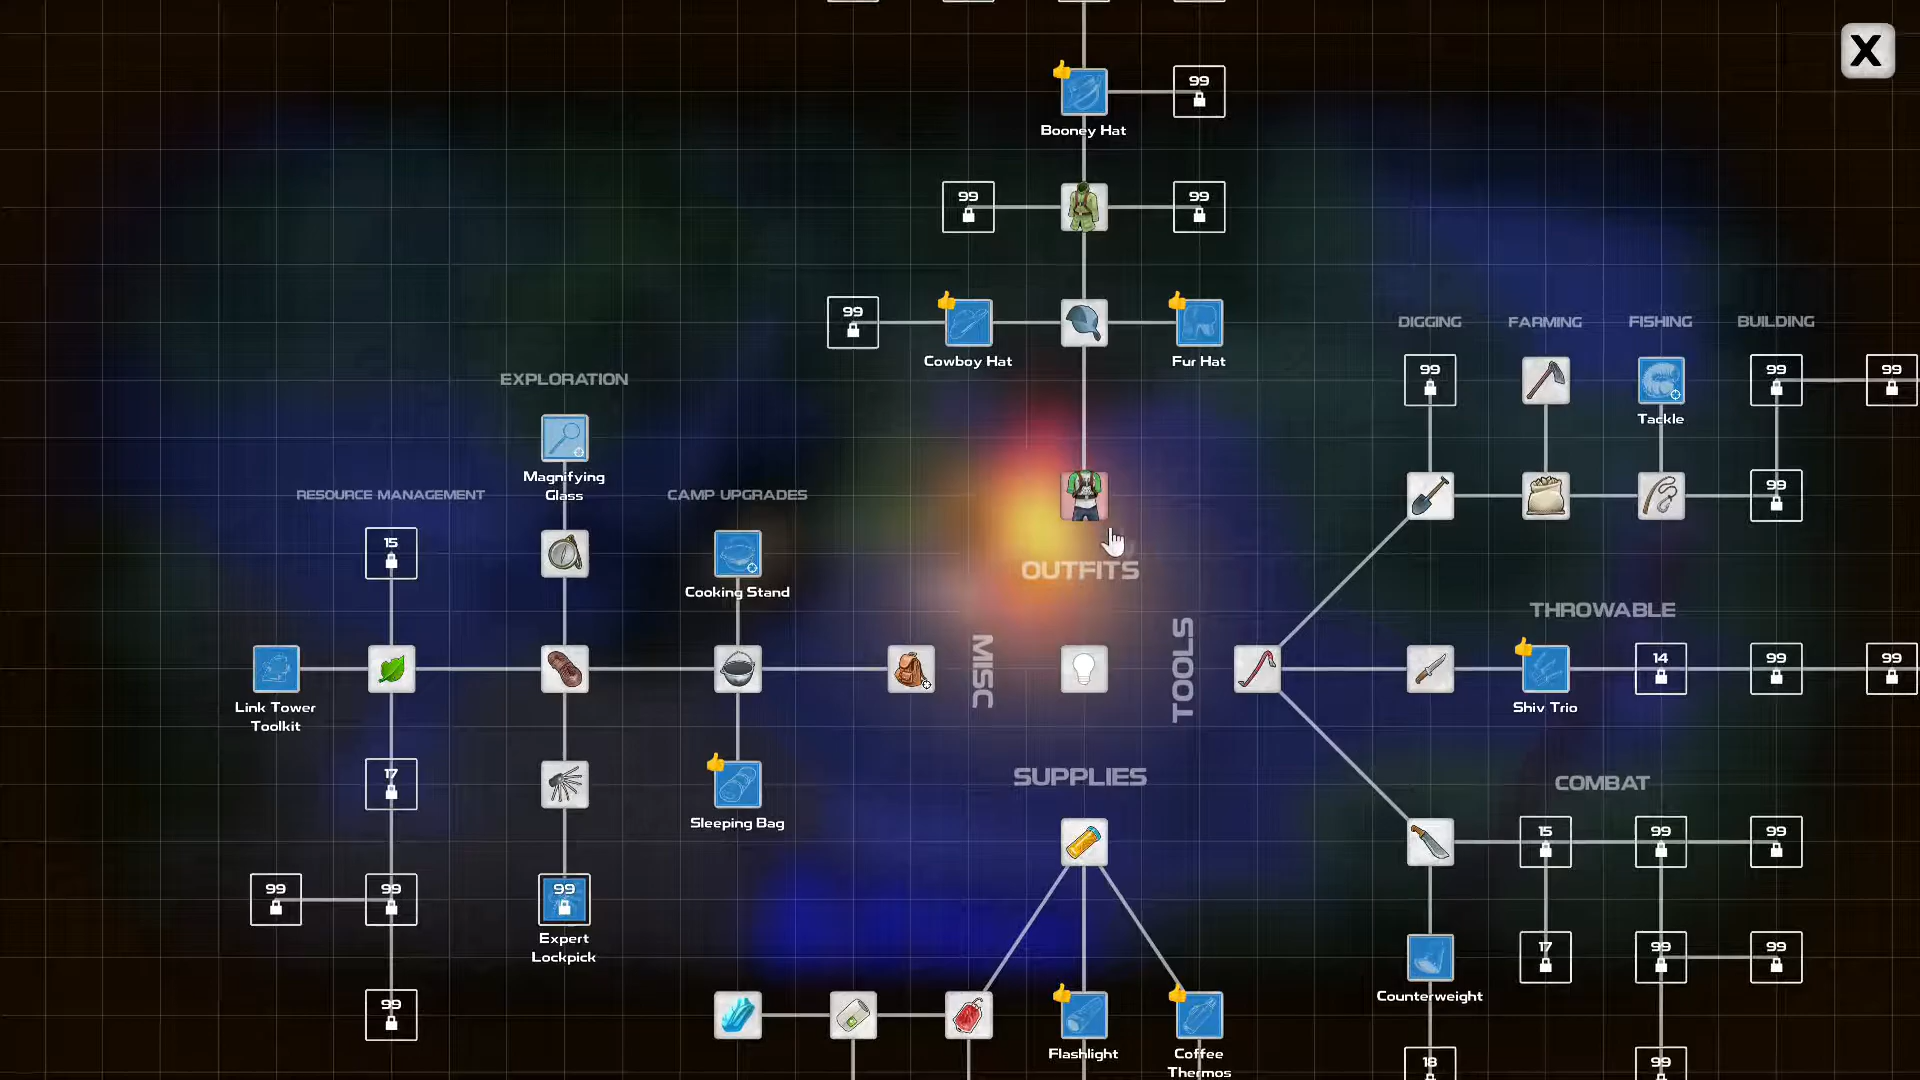 X
99
Booney Hat
99
99
99
Cowboy Hat
Fur Hat
DIGGING
FARMING
FISHING
BUILDING
99
99
99
Tackle
EXPLORATION
Magnifying
Glass
RESOURCE MANAGEMENT
CAMP UPGRADES
99
15
Cooking Stand
OUTFITS
MISC
TOOLS
THROWABLE
14
99
99
Link Tower
Toolkit
Shiv Trio
SUPPLIES
COMBAT
17
Sleeping Bag
15
99
99
99
99
99
Expert
Lockpick
17
99
99
Counterweight
99
Flashlight
Coffee
Thermos
18
99